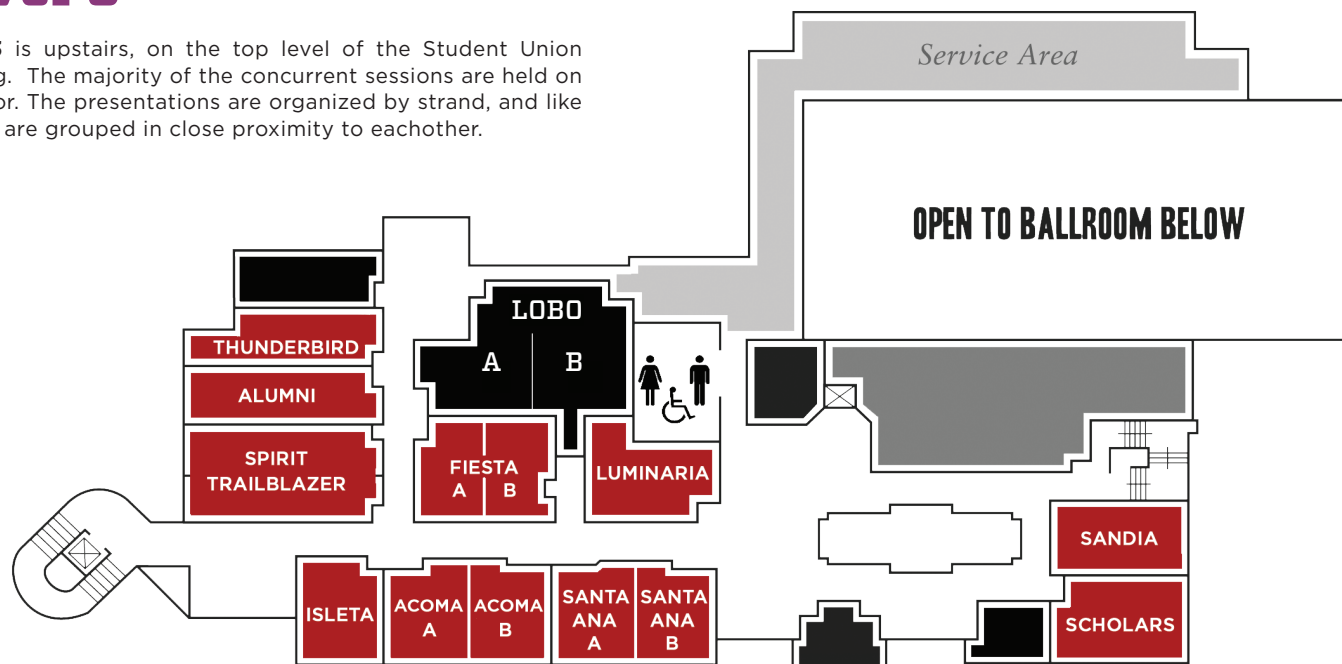 is upstairs, on the top level of the Student Union
The majority of the concurrent sessions are held on
The presentations are organized by strand, and like
are grouped in close proximity to eachother.
Service Area
OPEN TO BALLROOM BELOW
LOBO
A B
THUNDERBIRD
ALUMNI
SPIRIT
TRAILBLAZER
FIESTA
A B
LUMINARIA
SANDIA
SCHOLARS
ISLETA
ACOMA
A
ACOMA
B
SANTA
ANA
A
SANTA
ANA
B